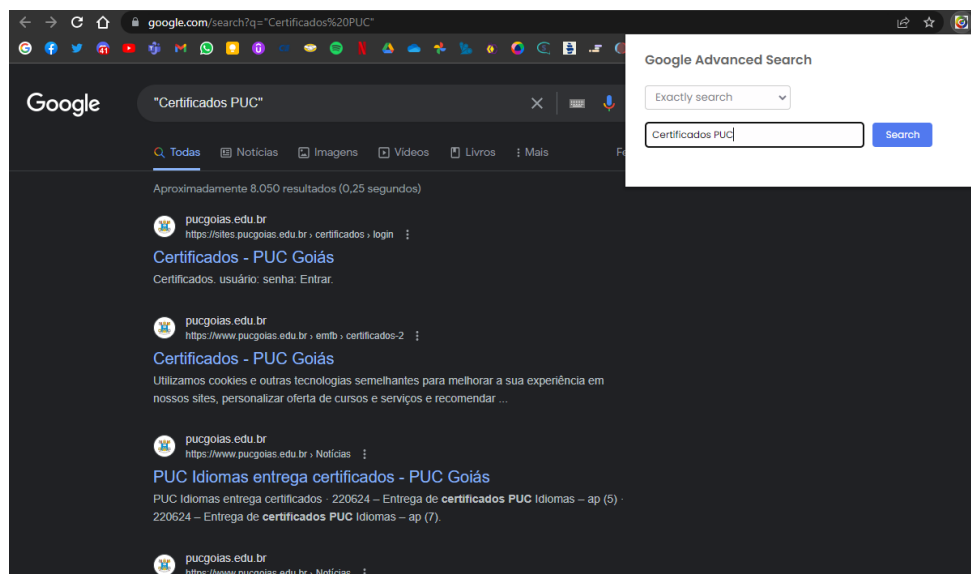 google.com/search?q="Certificados%20PUC"
Google Advanced Search
Exactly search
Certificados PUC
Search
Google
"Certificados PUC"
Todas
Notícias
Imagens
Vídeos
Livros
Mais
Aproximadamente 8.050 resultados (0,25 segundos)
pucgoias.edu.br
https://sites.pucgoias.edu.br › certificados › login
Certificados - PUC Goiás
Certificados. usuário: senha: Entrar.
pucgoias.edu.br
https://www.pucgoias.edu.br › emfb › certificados-2
Certificados - PUC Goiás
Utilizamos cookies e outras tecnologias semelhantes para melhorar a sua experiência em
nossos sites, personalizar oferta de cursos e serviços e recomendar ...
pucgoias.edu.br
https://www.pucgoias.edu.br › Notícias
PUC Idiomas entrega certificados - PUC Goiás
PUC Idiomas entrega certificados · 220624 – Entrega de certificados PUC Idiomas – ap (5) ·
220624 – Entrega de certificados PUC Idiomas – ap (7).
pucgoias.edu.br
https://www.pucgoias.edu.br › Notícias